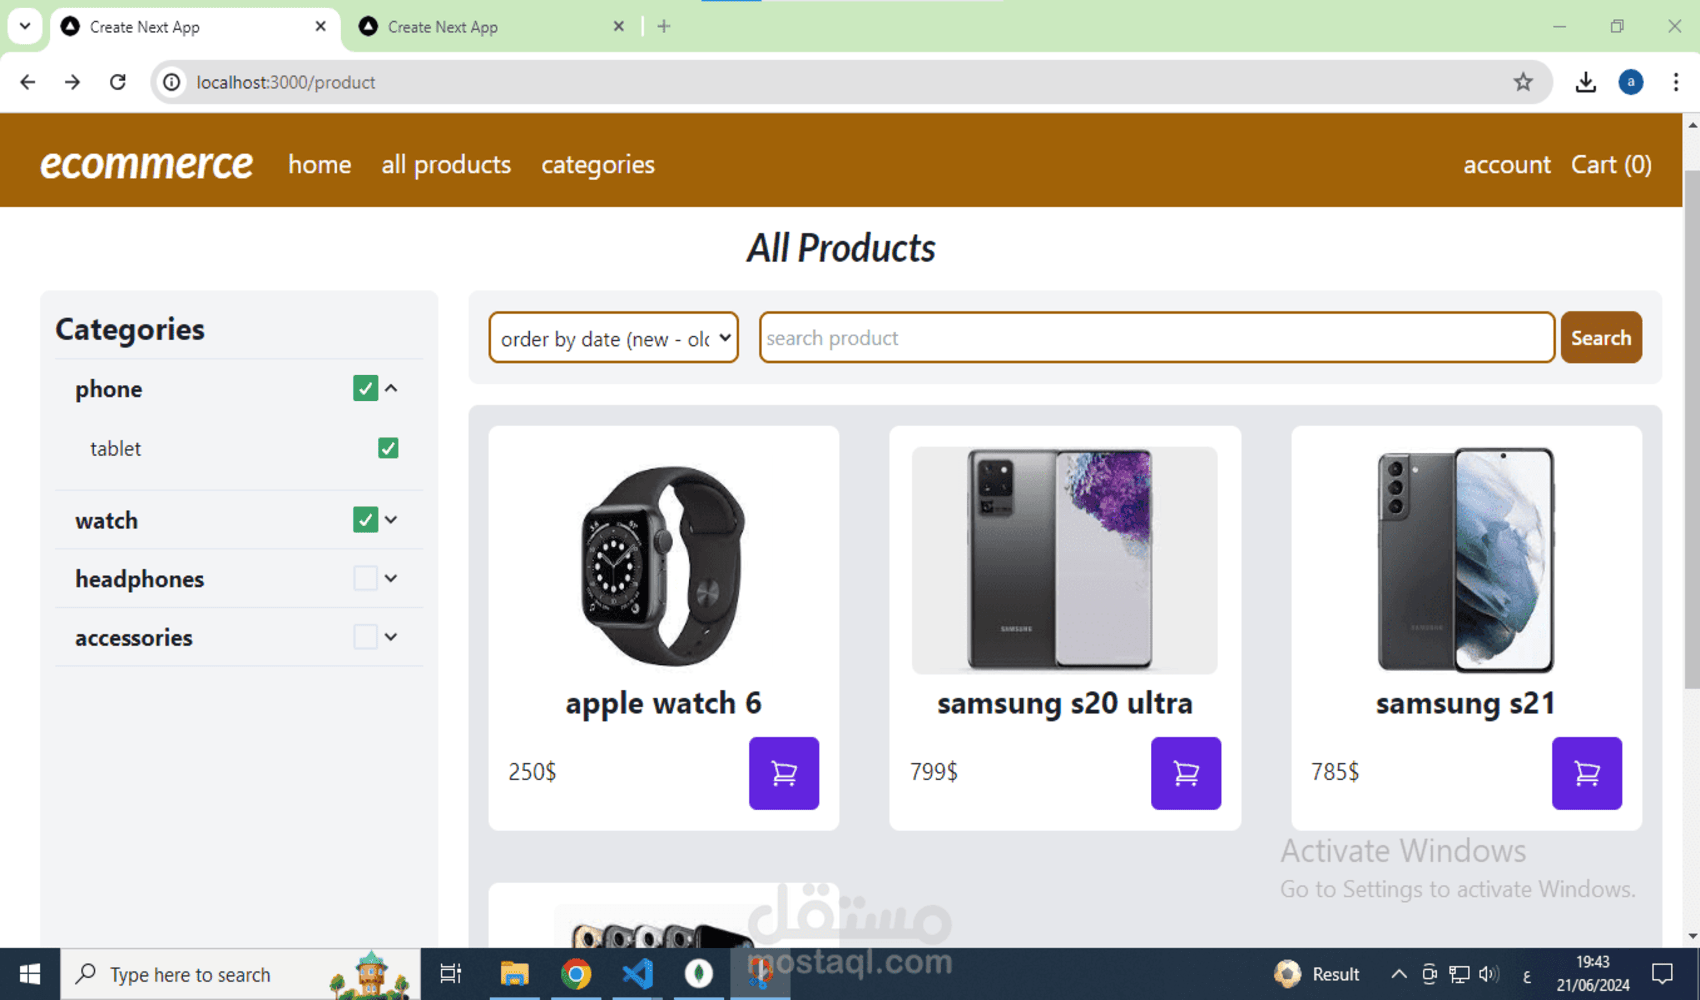 Create Next App
Create Next App
localhost:3000/product
a
ecommerce
home
all products
categories
account
Cart (0)
All Products
Categories
phone
tablet
watch
headphones
accessories
order by date (new - old
search product
Search
SAMSUNG
SAMSUNG
apple watch 6
samsung s20 ultra
samsung s21
250$
799$
785$
Activate Windows
Go to Settings to activate Windows.
مستقل
mostaql.com
Type here to search
Result
ع
19:43
21/06/2024